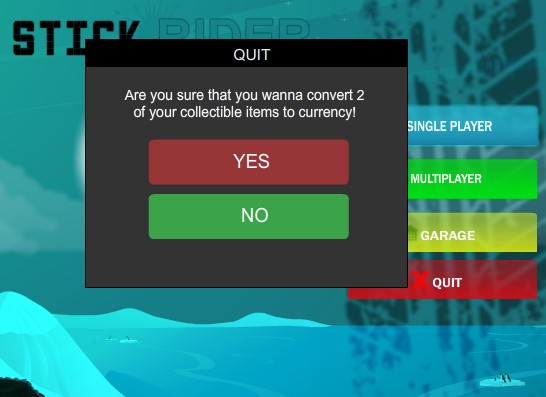 STICK RIDER
QUIT
Are you sure that you wanna convert 2
of your collectible items to currency!
YES
NO
SINGLE PLAYER
MULTIPLAYER
GARAGE
QUIT